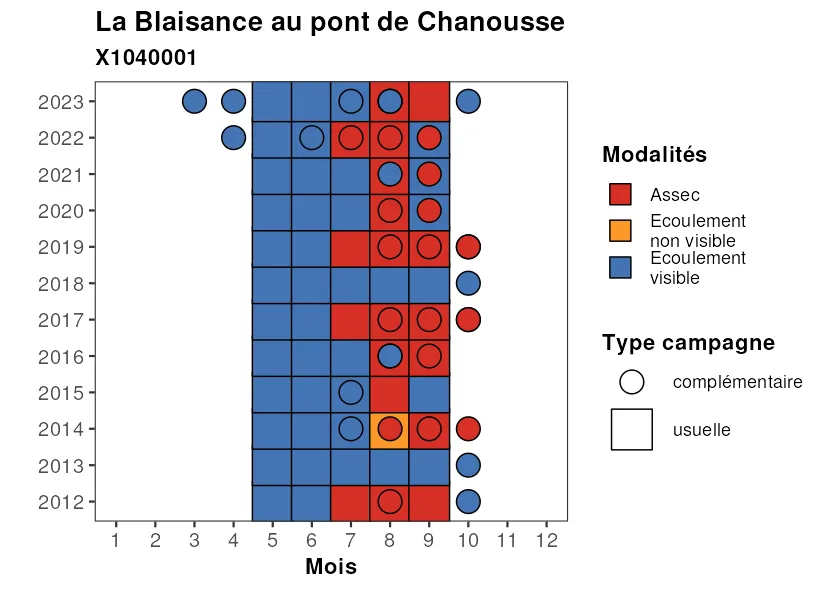 La Blaisance au pont de Chanousse
X1040001
2023
2022
2021
2020
2019
2018
2017
2016
2015
2014
2013
2012
1 2 3 4 5 6 7 8 9 10 11 12
Mois
Modalités
Assec
Ecoulement
non visible
Ecoulement
visible
Type campagne
complémentaire
usuelle